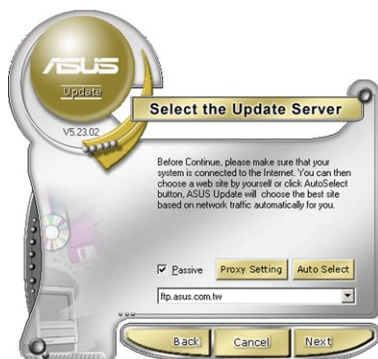 ASUS
Update
V5.23.02
Select the Update Server
Before Continue, please make sure that your
system is connected to the Internet. You can then
choose a web site by yourself or click AutoSelect
button, ASUS Update will choose the best site
based on network traffic automatically for you.
Passive
Proxy Setting
Auto Select
ftp.asus.com.tw
Back
Cancel
Next